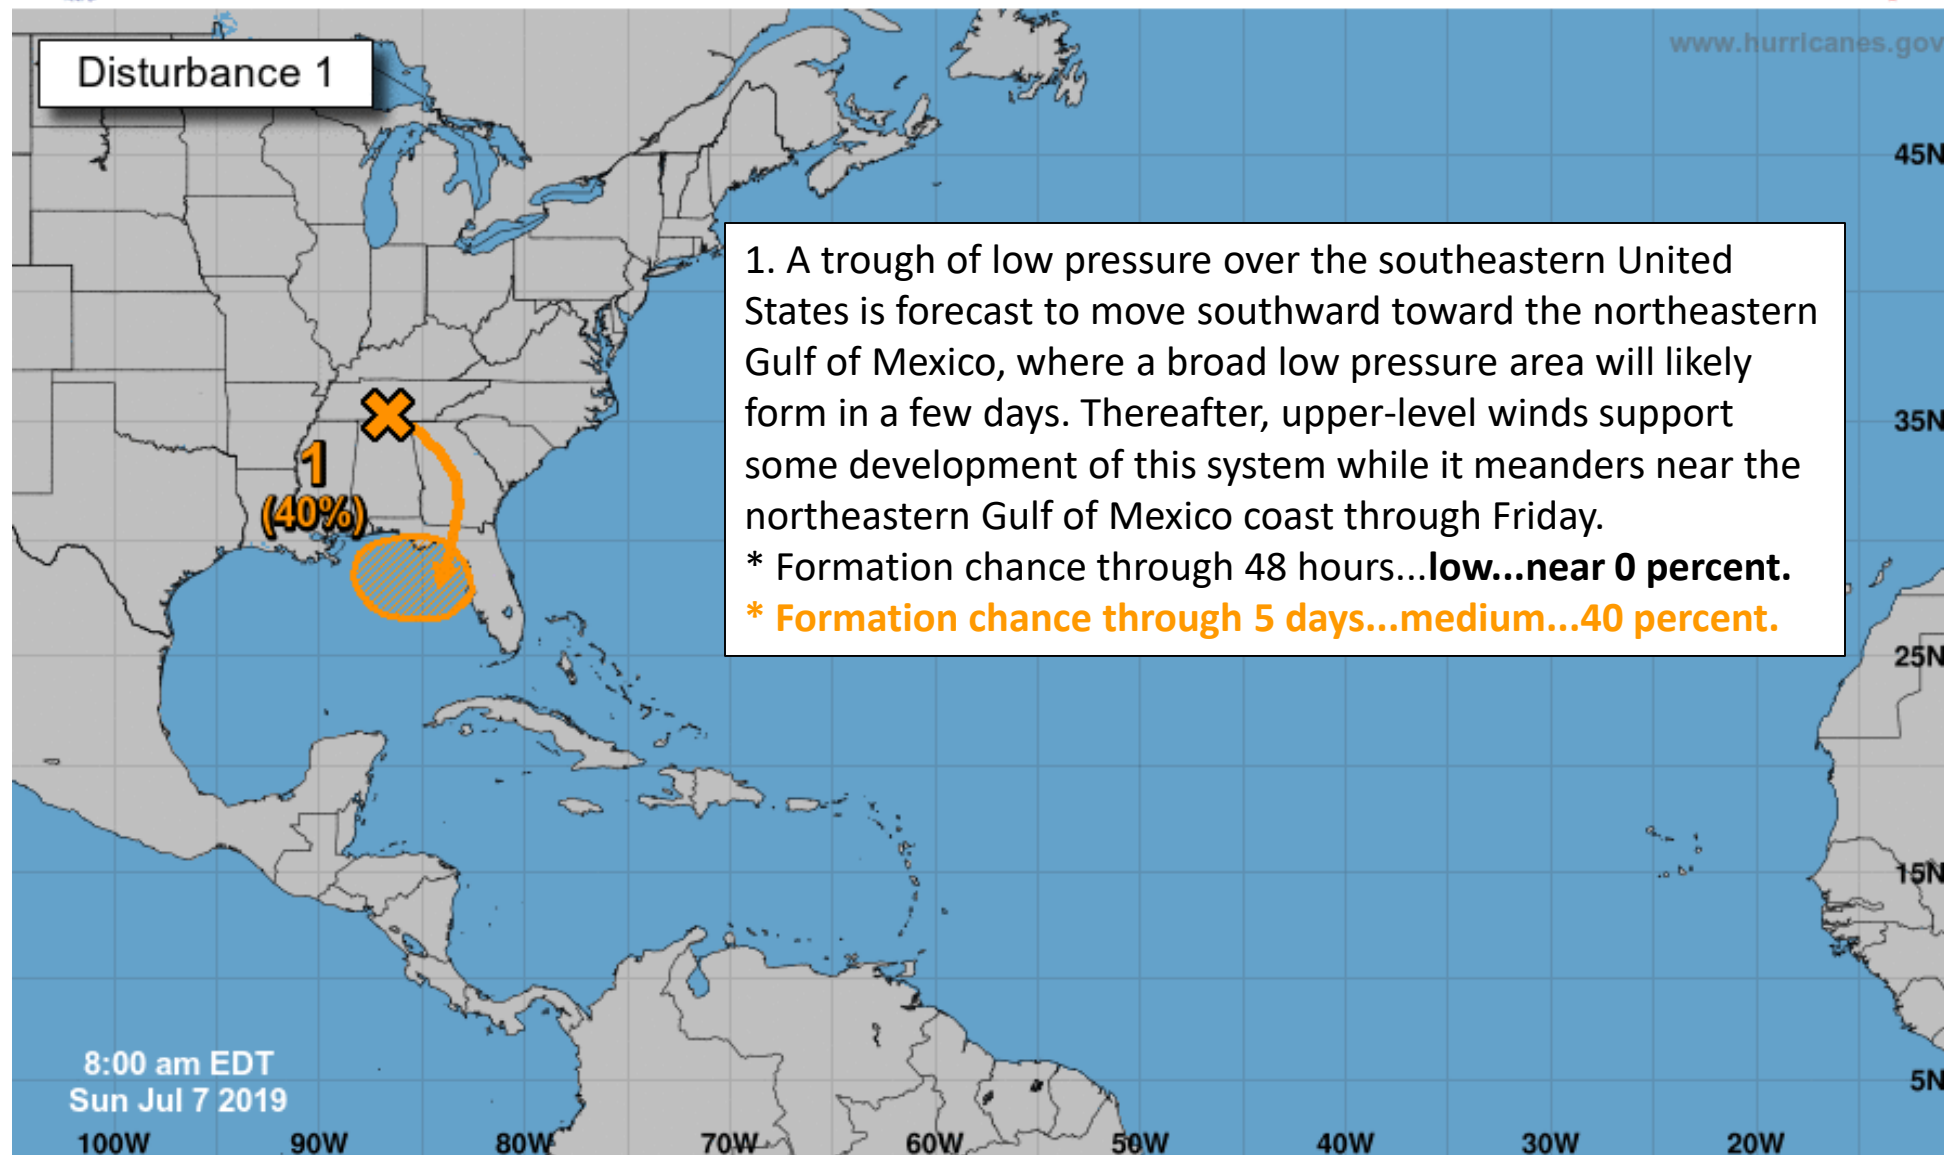 www.hurricanes.gov
Disturbance 1
45N
1. A trough of low pressure over the southeastern United
States is forecast to move southward toward the northeastern
Gulf of Mexico, where a broad low pressure area will likely
form in a few days. Thereafter, upper-level winds support
some development of this system while it meanders near the
northeastern Gulf of Mexico coast through Friday.
* Formation chance through 48 hours...low...near 0 percent.
* Formation chance through 5 days...medium...40 percent.
35N
1
(40%)
25N
15N
5N
8:00 am EDT
Sun Jul 7 2019
100W 90W 80W 70W 60W 50W 40W 30W 20W